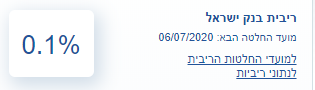 ריבית בנק ישראל
מועד החלטה הבא: 06/07/2020
0.1%
למועדי החלטות הריבית
לנתוני ריביות